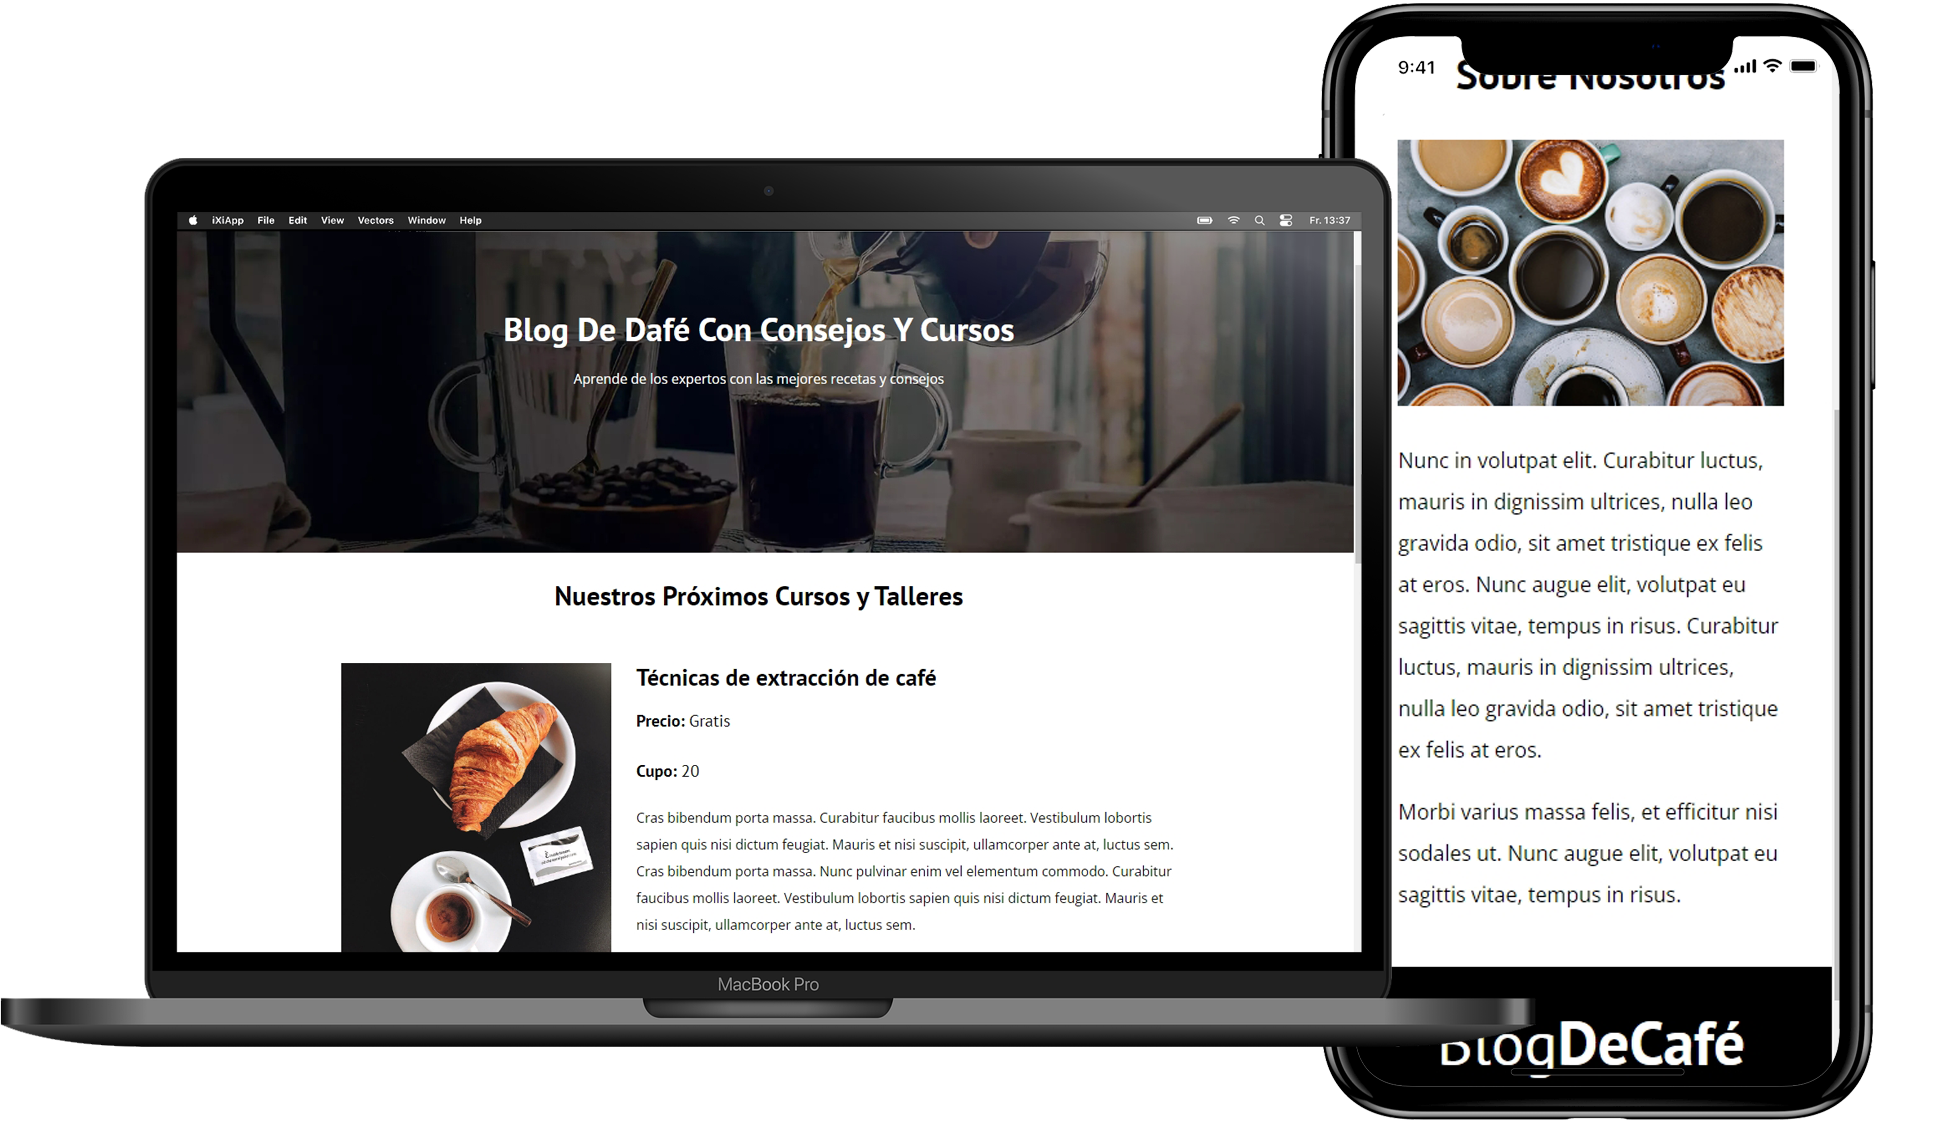 iXiApp File Edit View Vectors Window Help Fr. 13:37
Blog De Dafé Con Consejos Y Cursos
Aprende de los expertos con las mejores recetas y consejos
Nuestros Próximos Cursos y Talleres
Técnicas de extracción de café
Precio: Gratis
Cupo: 20
Cras bibendum porta massa. Curabitur faucibus mollis laoreet. Vestibulum lobortis
sapien quis nisi dictum feugiat. Mauris et nisi suscipit, ullamcorper ante at, luctus sem.
Cras bibendum porta massa. Nunc pulvinar enim vel elementum commodo. Curabitur
faucibus mollis laoreet. Vestibulum lobortis sapien quis nisi dictum feugiat. Mauris et
nisi suscipit, ullamcorper ante at, luctus sem.
MacBook Pro
9:41
Sobre Nosotros
Nunc in volutpat elit. Curabitur luctus,
mauris in dignissim ultrices, nulla leo
gravida odio, sit amet tristique ex felis
at eros. Nunc augue elit, volutpat eu
sagittis vitae, tempus in risus. Curabitur
luctus, mauris in dignissim ultrices,
nulla leo gravida odio, sit amet tristique
ex felis at eros.
Morbi varius massa felis, et efficitur nisi
sodales ut. Nunc augue elit, volutpat eu
sagittis vitae, tempus in risus.
BlogDeCafé